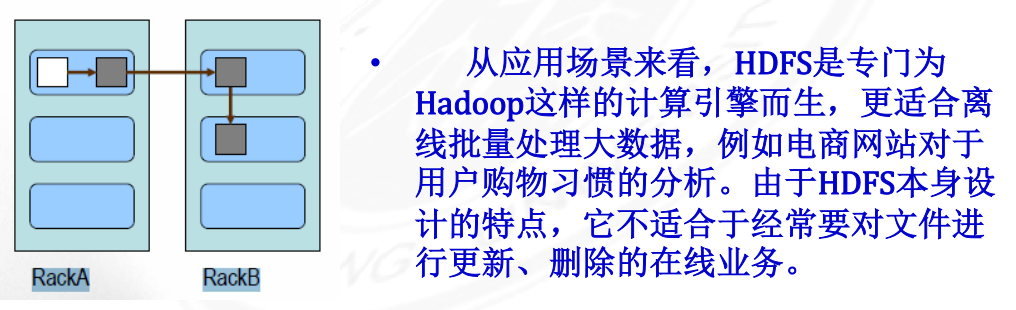 • 从应用场景来看，HDFS是专门为
Hadoop这样的计算引擎而生，更适合离
线批量处理大数据，例如电商网站对于
用户购物习惯的分析。由于HDFS本身设
计的特点，它不适合于经常要对文件进
行更新、删除的在线业务。
RackA
RackB